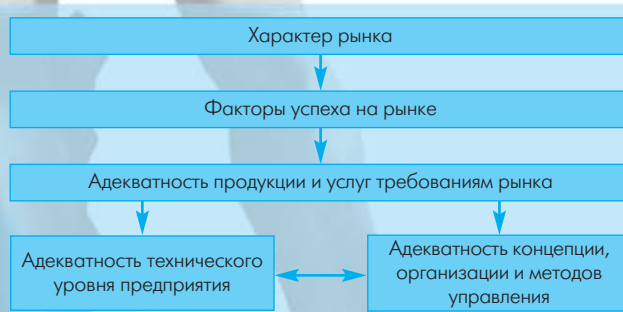 Характер рынка
Факторы успеха на рынке
Адекватность продукции и услуг требованиям рынка
Адекватность технического
уровня предприятия
Адекватность концепции,
организации и методов
управления